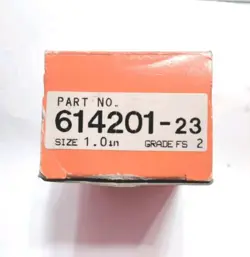 PART NO.
614201-23
SIZE 1.0in GRADE FS 2